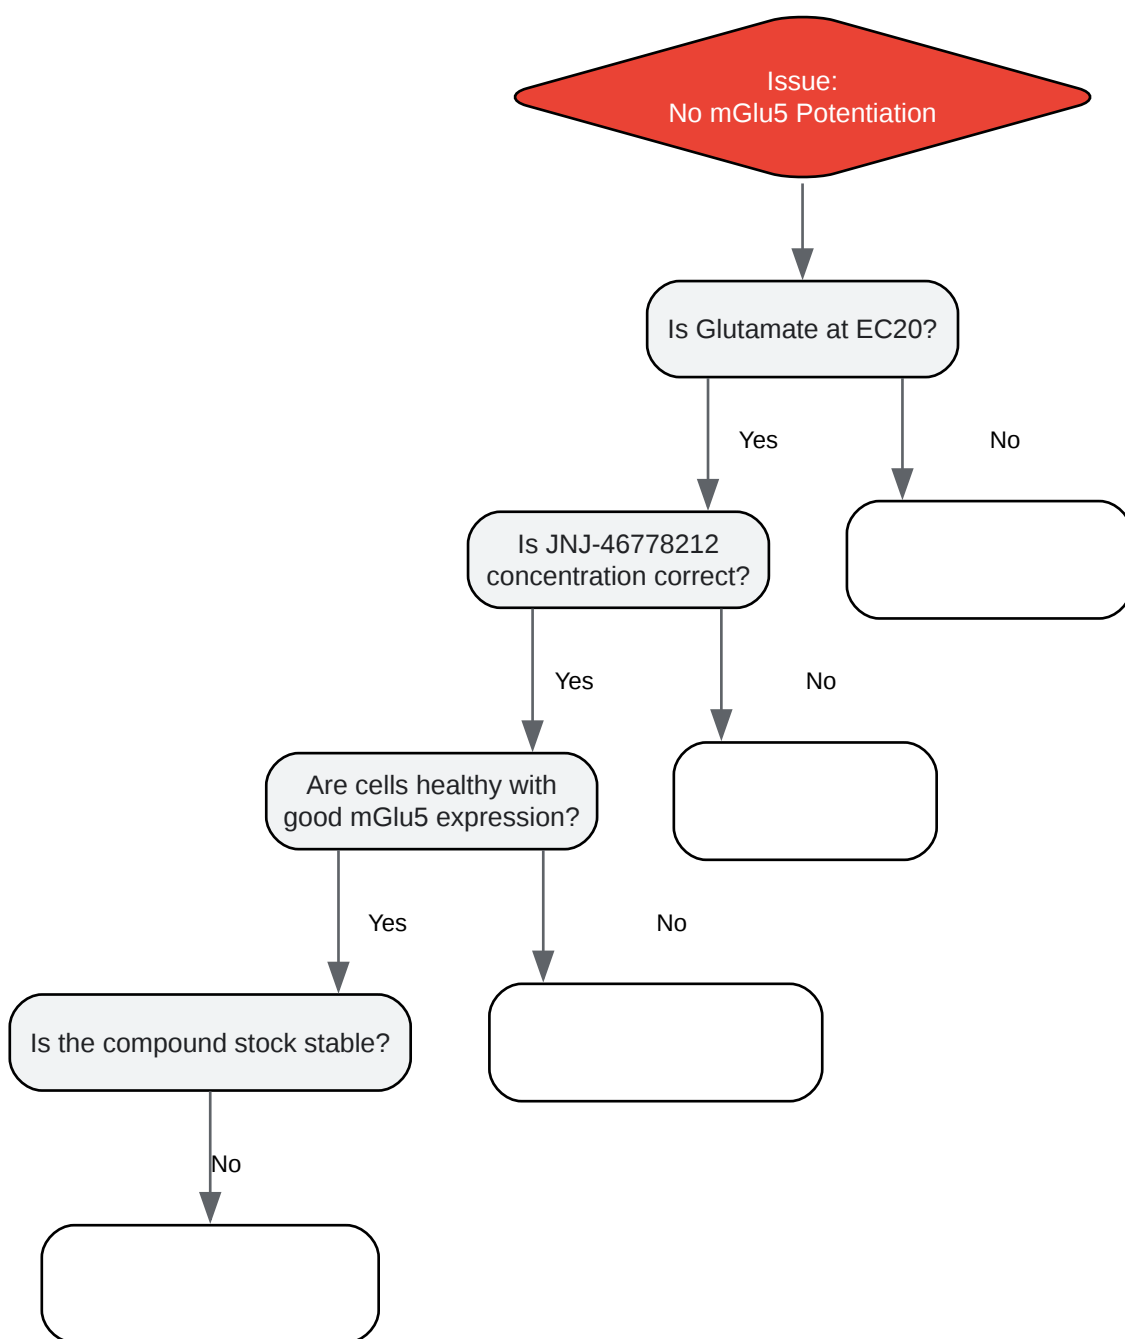 Issue:
No mGlu5 Potentiation
Is Glutamate at EC20?
Yes
No
Is JNJ-46778212
concentration correct?
Yes
No
Are cells healthy with
good mGlu5 expression?
Yes
No
Is the compound stock stable?
No